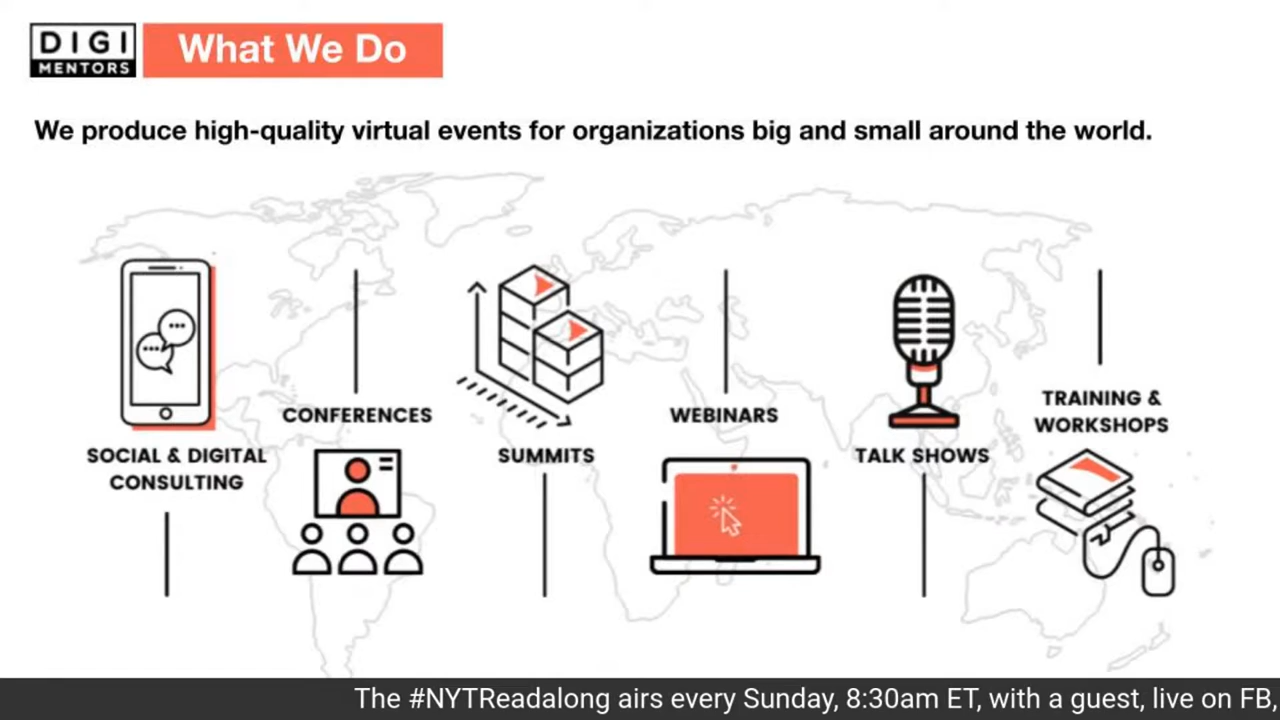 DIGI
MENTORS
What We Do
We produce high-quality virtual events for organizations big and small around the world.
SOCIAL & DIGITAL
CONSULTING
CONFERENCES
SUMMITS
WEBINARS
TALK SHOWS
TRAINING &
WORKSHOPS
The #NYTReadalong airs every Sunday, 8:30am ET, with a guest, live on FB,